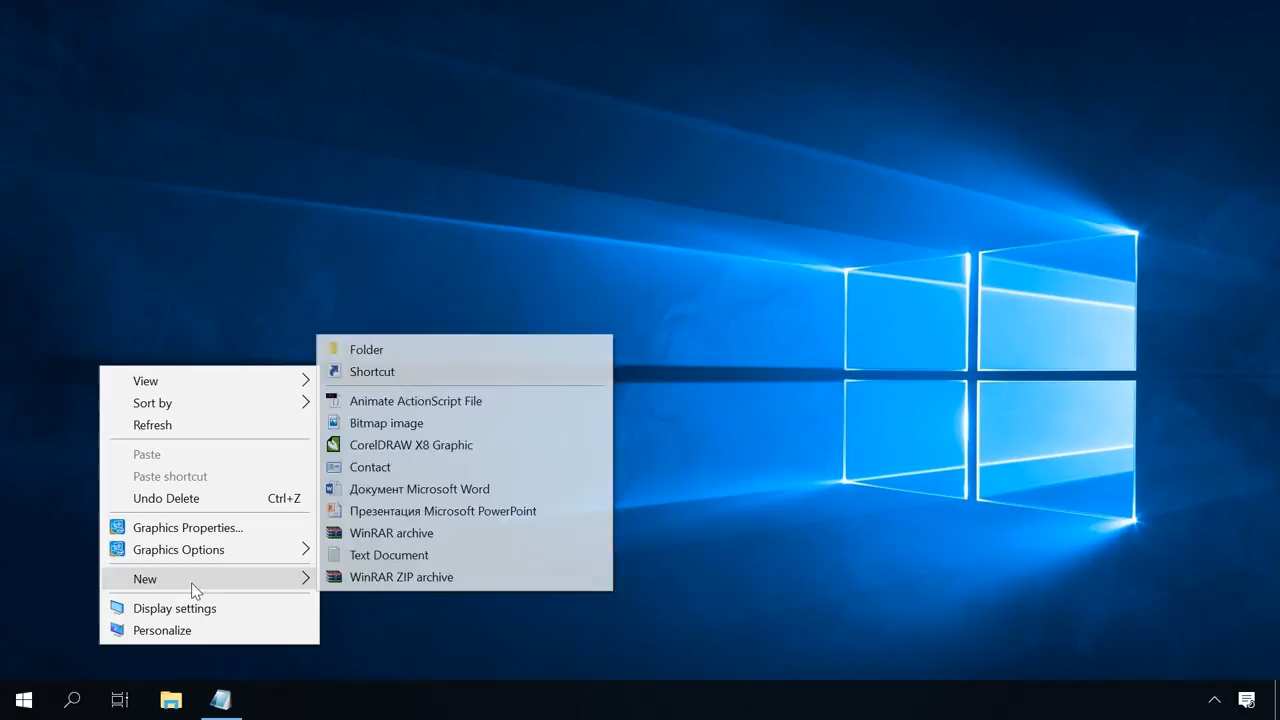 View
Sort by
Refresh
Paste
Paste shortcut
Undo Delete Ctrl+Z
Graphics Properties...
Graphics Options
New
Display settings
Personalize
Folder
Shortcut
Animate ActionScript File
Bitmap image
CorelDRAW X8 Graphic
Contact
Документ Microsoft Word
Презентация Microsoft PowerPoint
WinRAR archive
Text Document
WinRAR ZIP archive